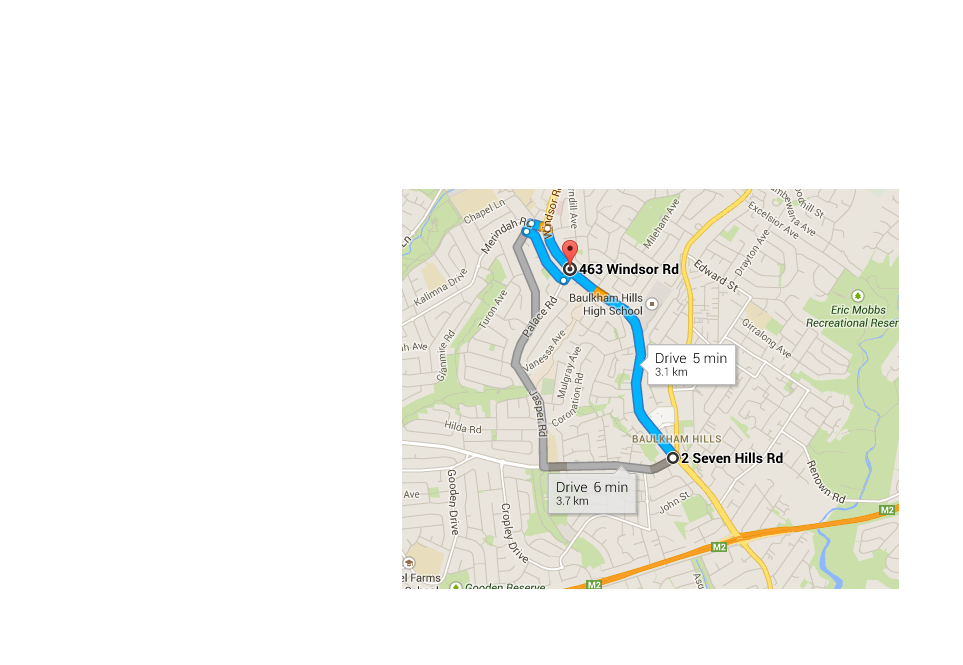 Chapel Ln
Windsor Rd
Merindah Rd
Excelsior Ave
Mileham Ave
Drayton Ave
Edward St
463 Windsor Rd
Kalimna Drive
Turon Ave
Palace Rd
Baulkham Hills
High School
Eric Mobbs
Recreational Reser
Girralong Ave
Vanessa Ave
Drive 5 min
3.1 km
Mulgray Ave
Coronation Rd
Jasper Rd
Hilda Rd
BAULKHAM HILLS
2 Seven Hills Rd
Renown Rd
Drive 6 min
3.7 km
John St
Ave
Gooden Drive
Cropley Drive
M2
M2
M2
el Farms
Gooden Reserve